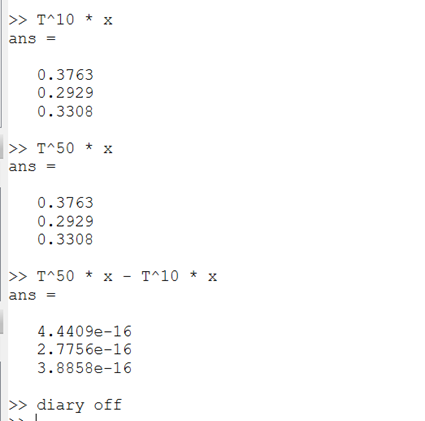 >> T^10 * x
ans =
0.3763
0.2929
0.3308
>> T^50 * x
ans =
0.3763
0.2929
0.3308
>> T^50 * x - T^10 * x
ans =
4.4409e-16
2.7756e-16
3.8858e-16
>> diary off
>>